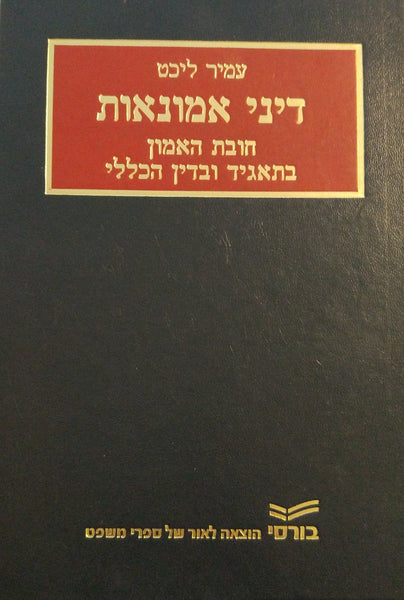 עמיר ליכט
דיני אמונאות
חובת האמון
בתאגיד ובדין הכללי
בורסי הוצאה לאור של ספרי משפט